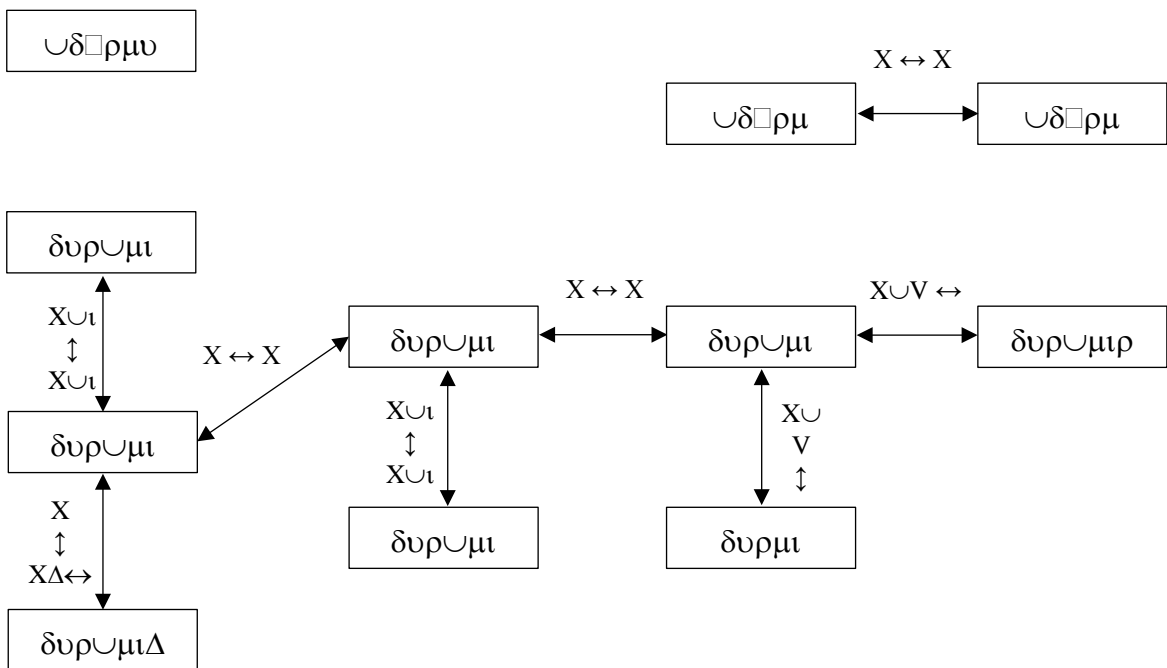 ∪δ□ρμυ
X ↔ X
∪δ□ρμ
∪δ□ρμ
δυρ∪μι
X∪ι
↕
X∪ι
X ↔ X
X ↔ X
X∪V ↔
δυρ∪μι
δυρ∪μι
δυρ∪μιρ
δυρ∪μι
X∪ι
↕
X∪ι
X∪
V
↕
X
↕
XΔ↔
δυρ∪μι
δυρμι
δυρ∪μιΔ